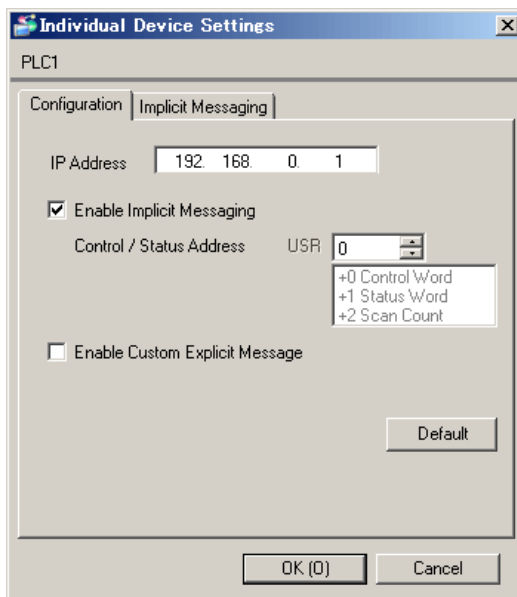 Individual Device Settings
PLC1
Configuration Implicit Messaging
IP Address 192. 168. 0. 1
Enable Implicit Messaging
Control / Status Address USR 0
+0 Control Word
+1 Status Word
+2 Scan Count
Enable Custom Explicit Message
Default
OK (O) Cancel